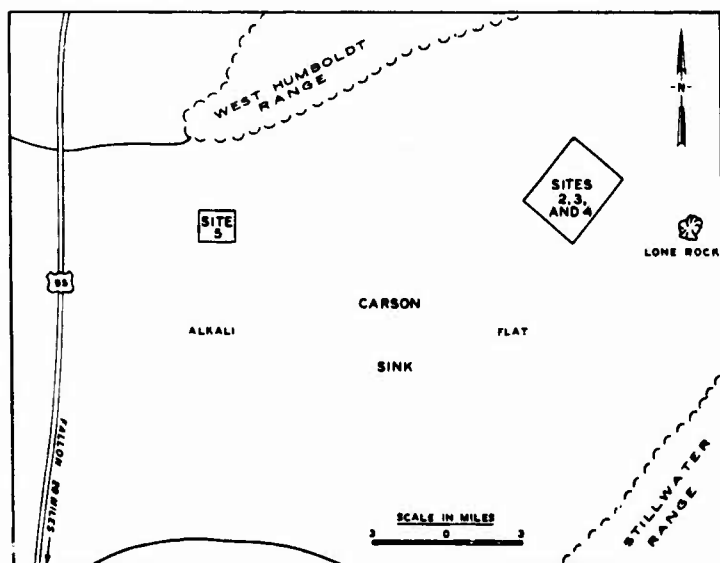 WEST HUMBOLDT
RANGE
-N-
SITES
2,3,
AND 4
SITE
5
LONE ROCK
95
CARSON
ALKALI
FLAT
SINK
FALLON 20 MILES
STILLWATER
RANGE
SCALE IN MILES
3 0 3